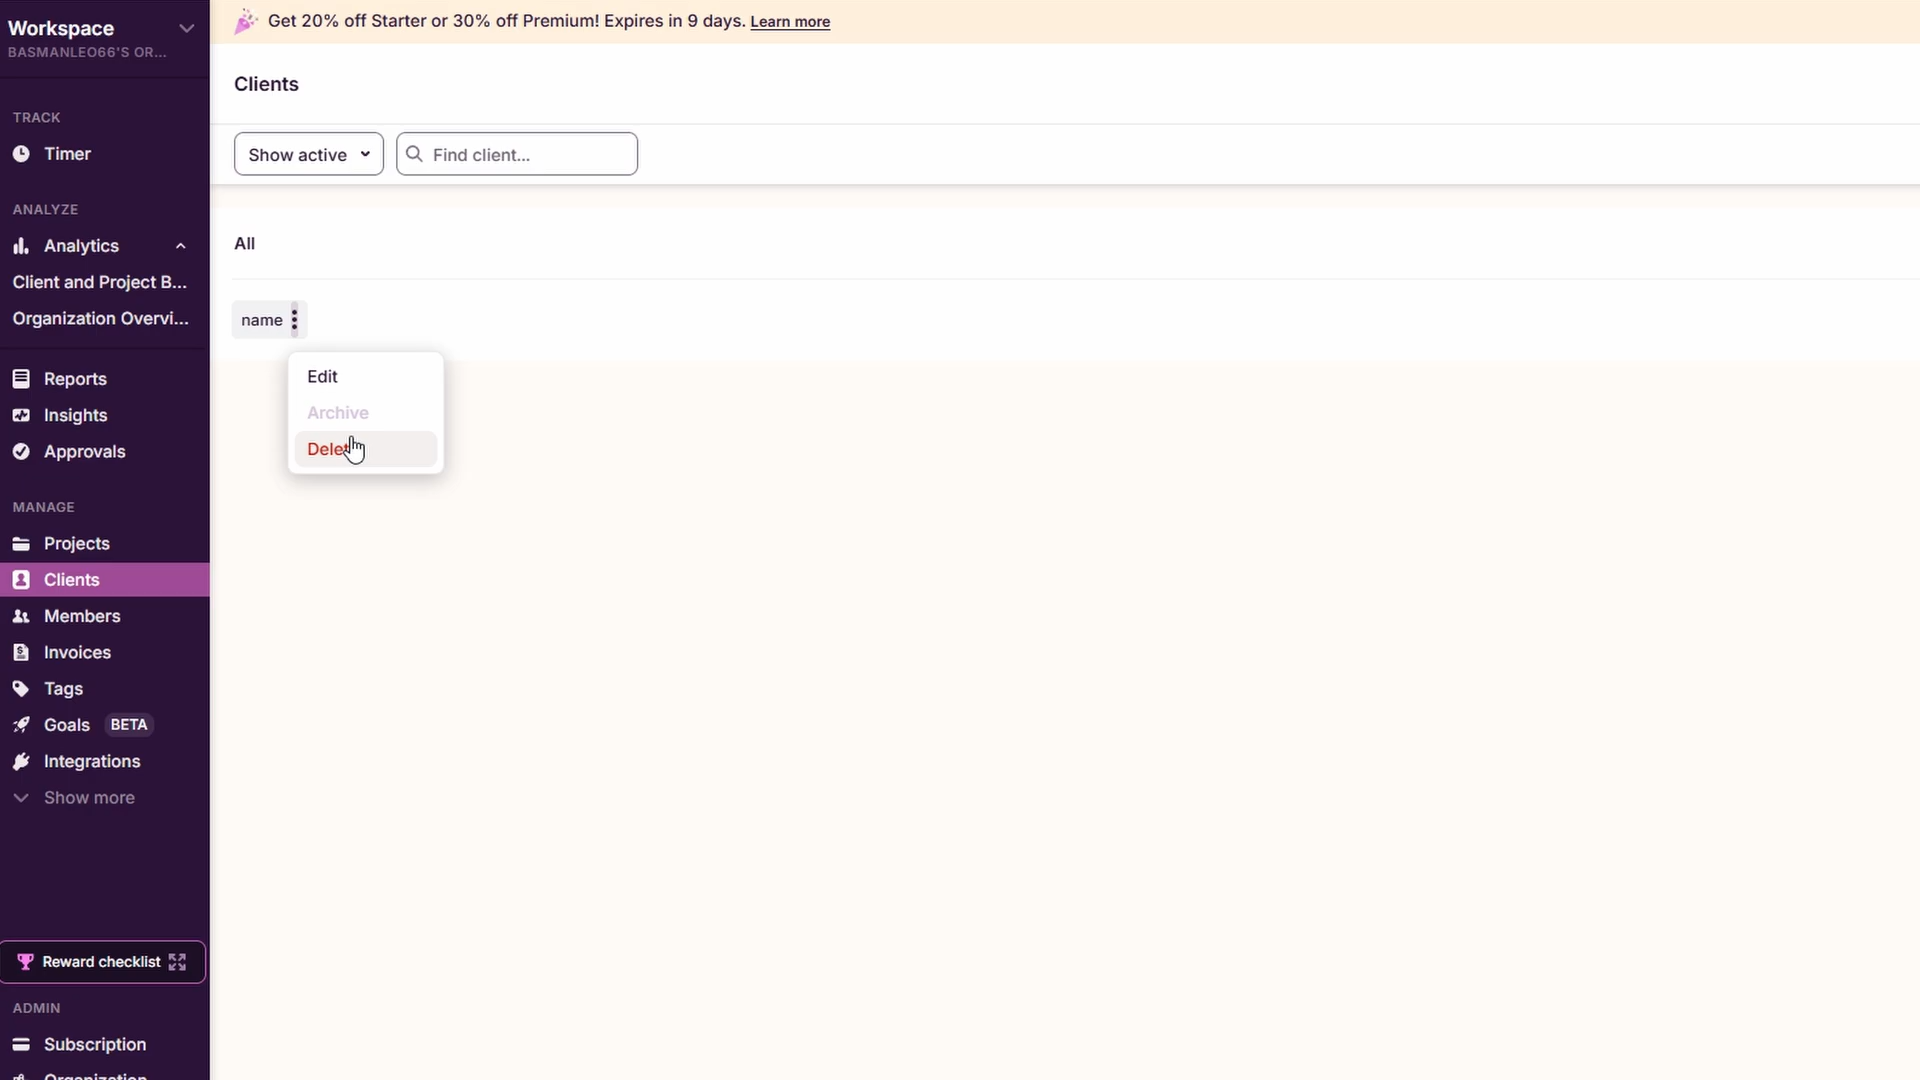 Workspace
BASMANLEO66'S OR...
Get 20% off Starter or 30% off Premium! Expires in 9 days. Learn more
Clients
Show active
Find client...
All
name
Edit
Archive
TRACK
Timer
ANALYZE
Analytics
Client and Project B...
Organization Overvi...
Reports
Insights
Approvals
MANAGE
Projects
Clients
Members
Invoices
Tags
Goals BETA
Integrations
Show more
Reward checklist
ADMIN
Subscription